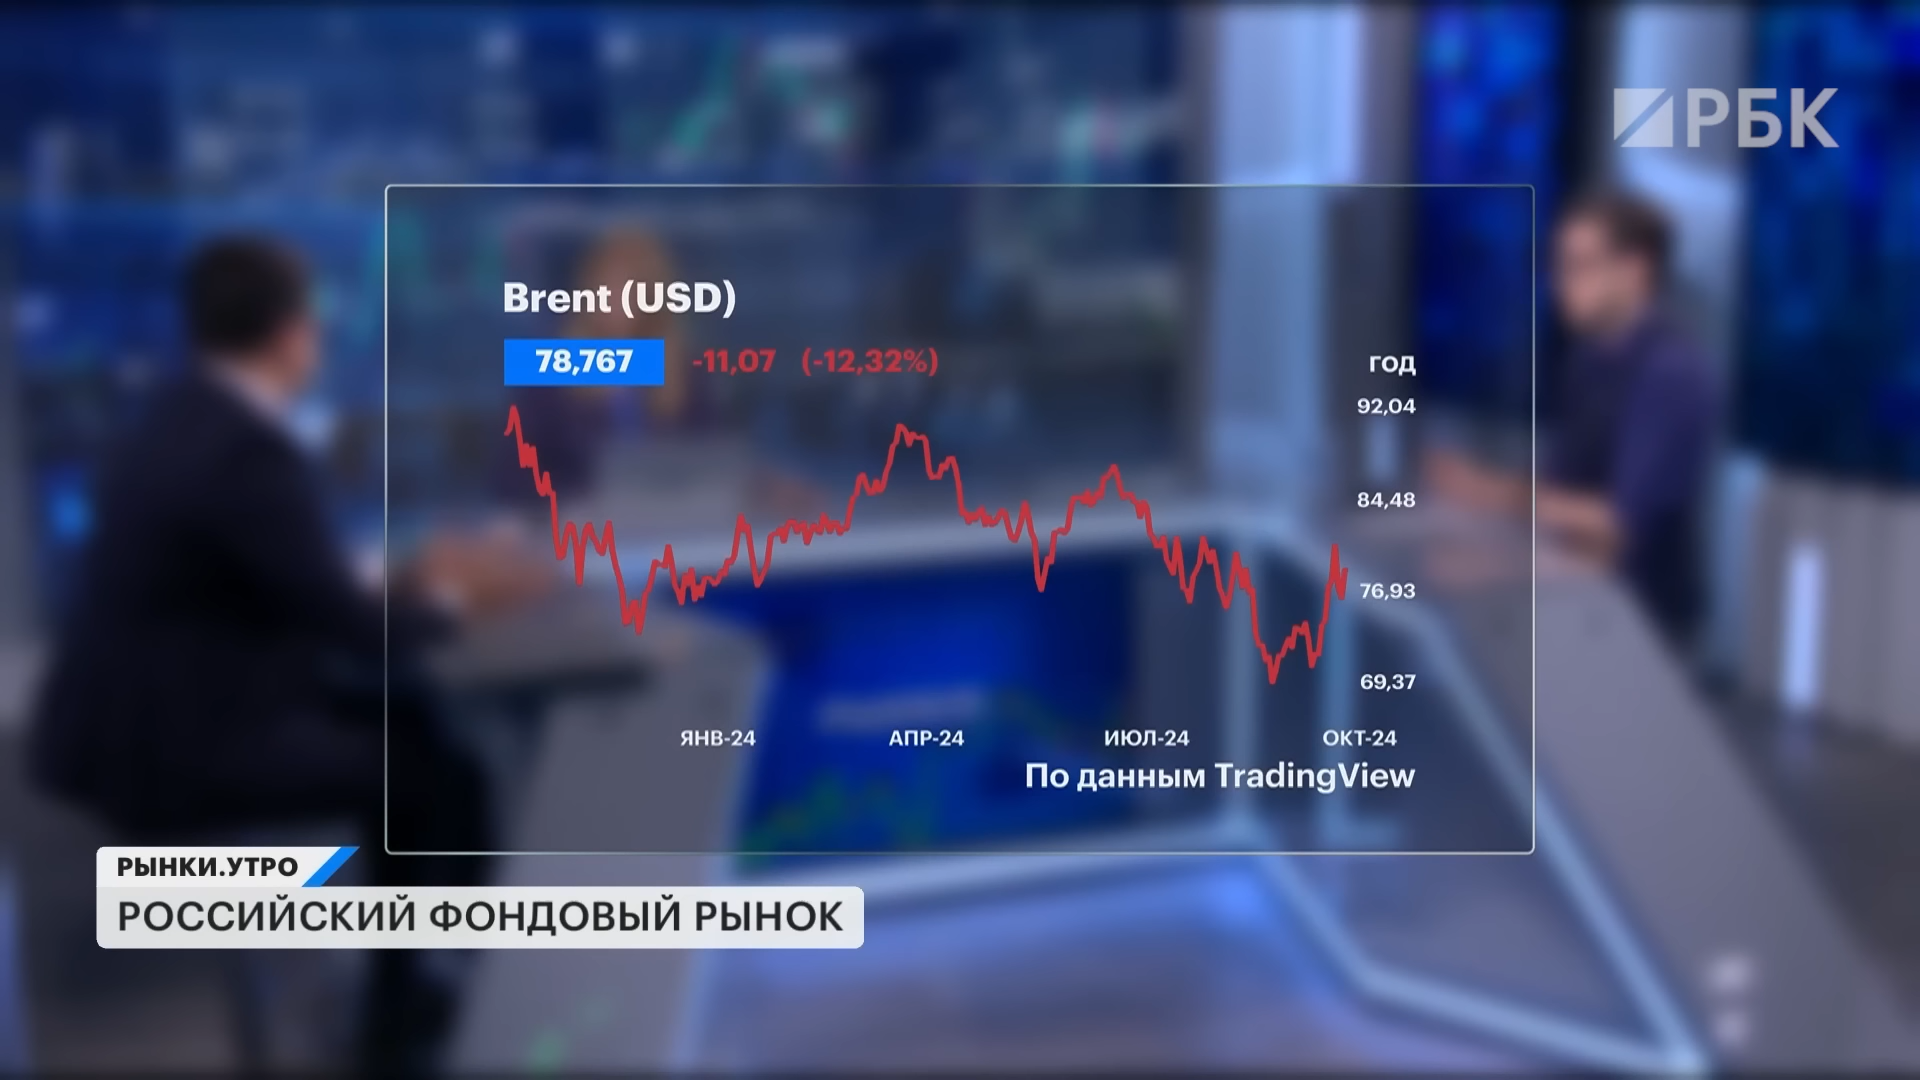 РБК
Brent (USD)
78,767 -11,07 (-12,32%)
ГОД
92,04
84,48
76,93
69,37
ЯНВ-24 АПР-24 ИЮЛ-24 ОКТ-24
По данным TradingView
РЫНКИ.УТРО
РОССИЙСКИЙ ФОНДОВЫЙ РЫНОК